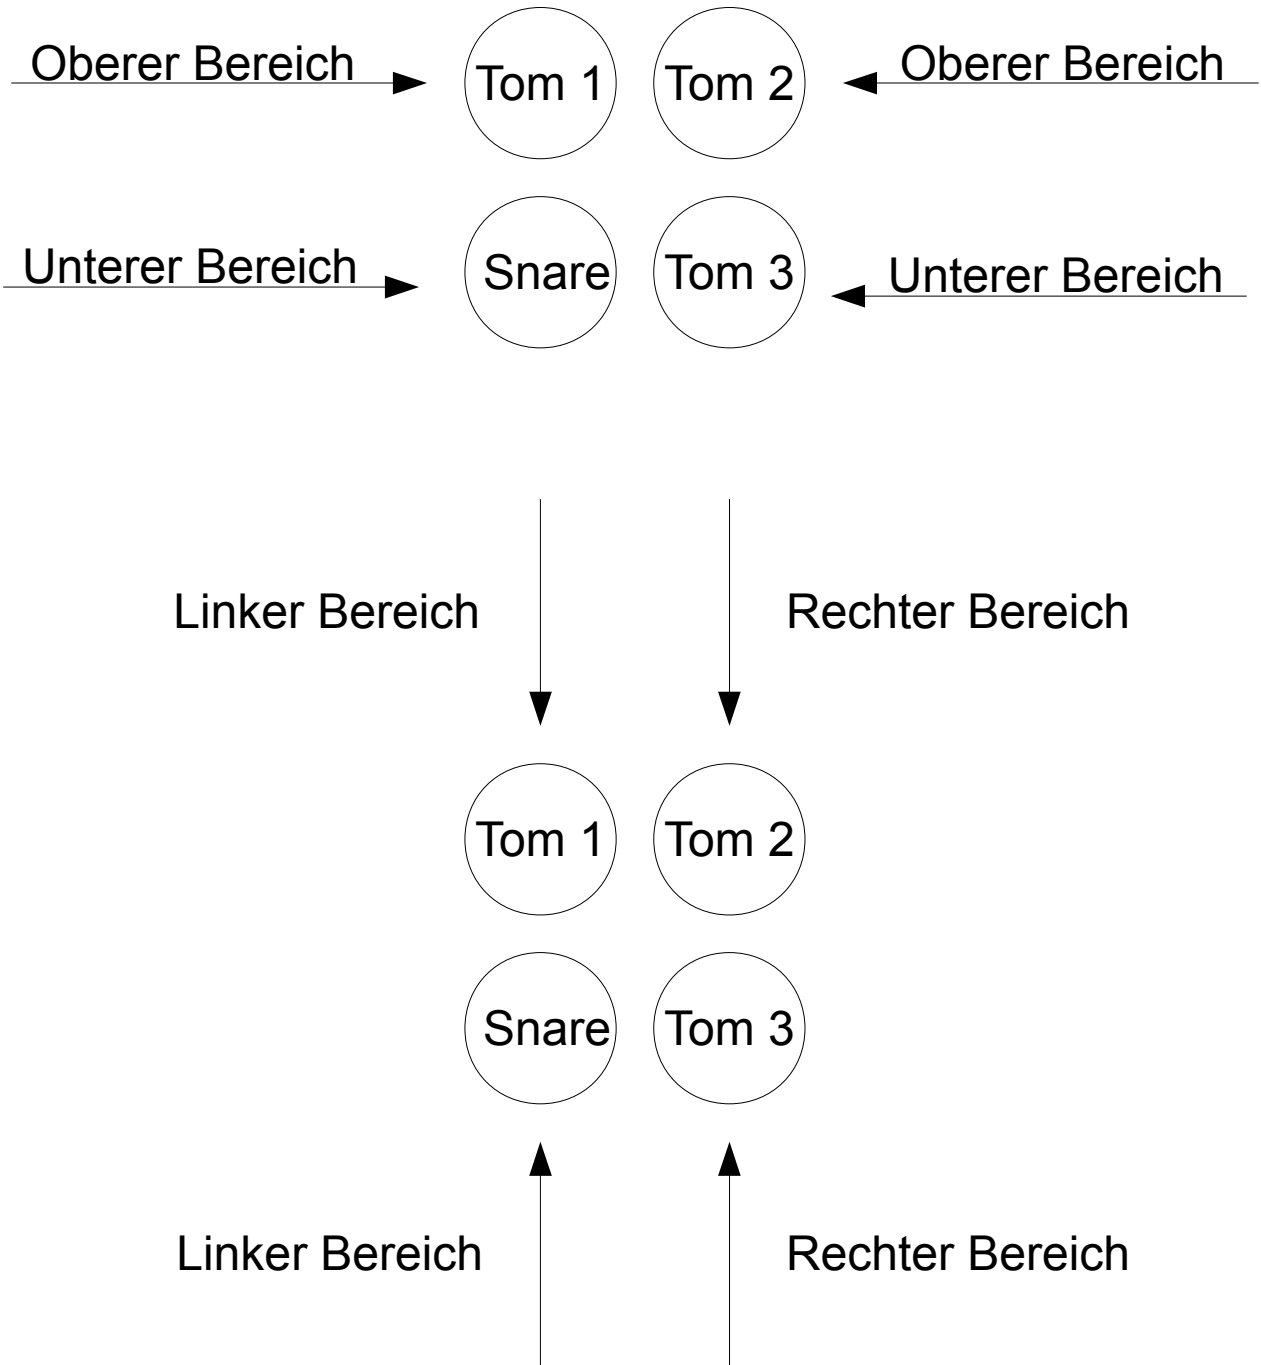 Oberer Bereich Tom 1 Tom 2 Oberer Bereich
Unterer Bereich Snare Tom 3 Unterer Bereich
Linker Bereich Rechter Bereich
Tom 1 Tom 2
Snare Tom 3
Linker Bereich Rechter Bereich